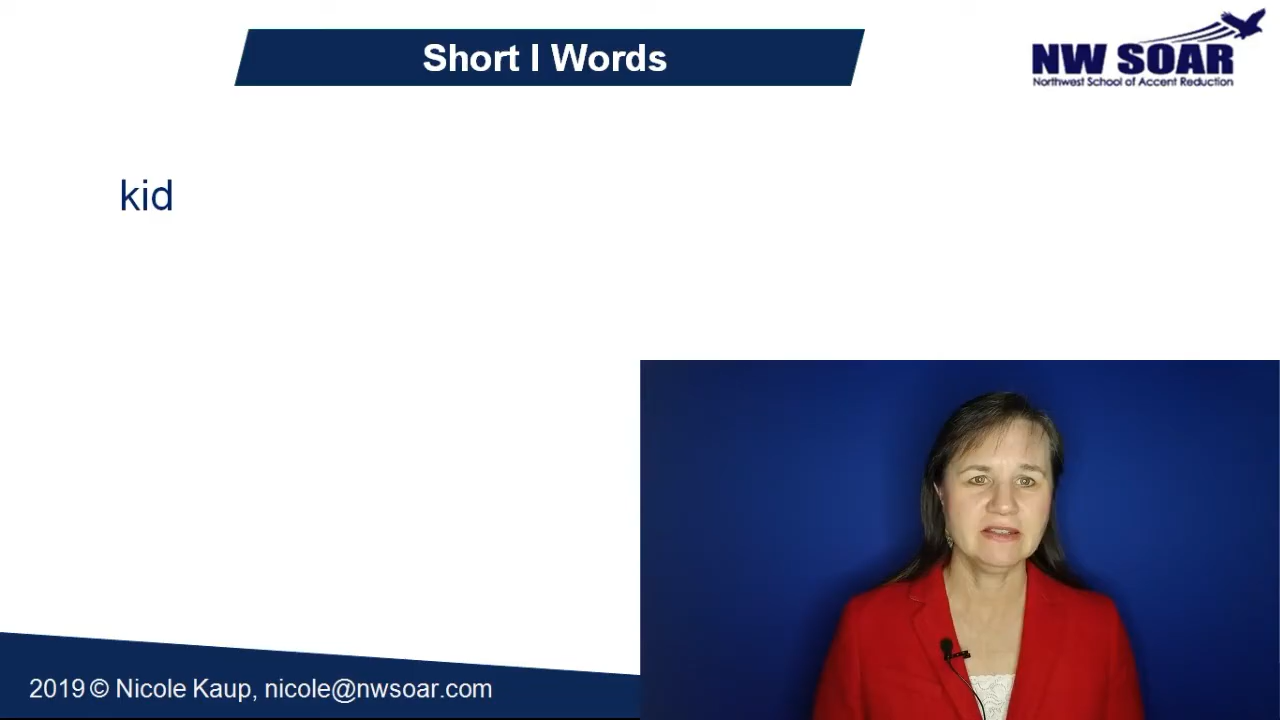 Short I Words
NW SOAR
Northwest School of Accent Reduction
kid
2019 © Nicole Kaup, nicole@nwsoar.com